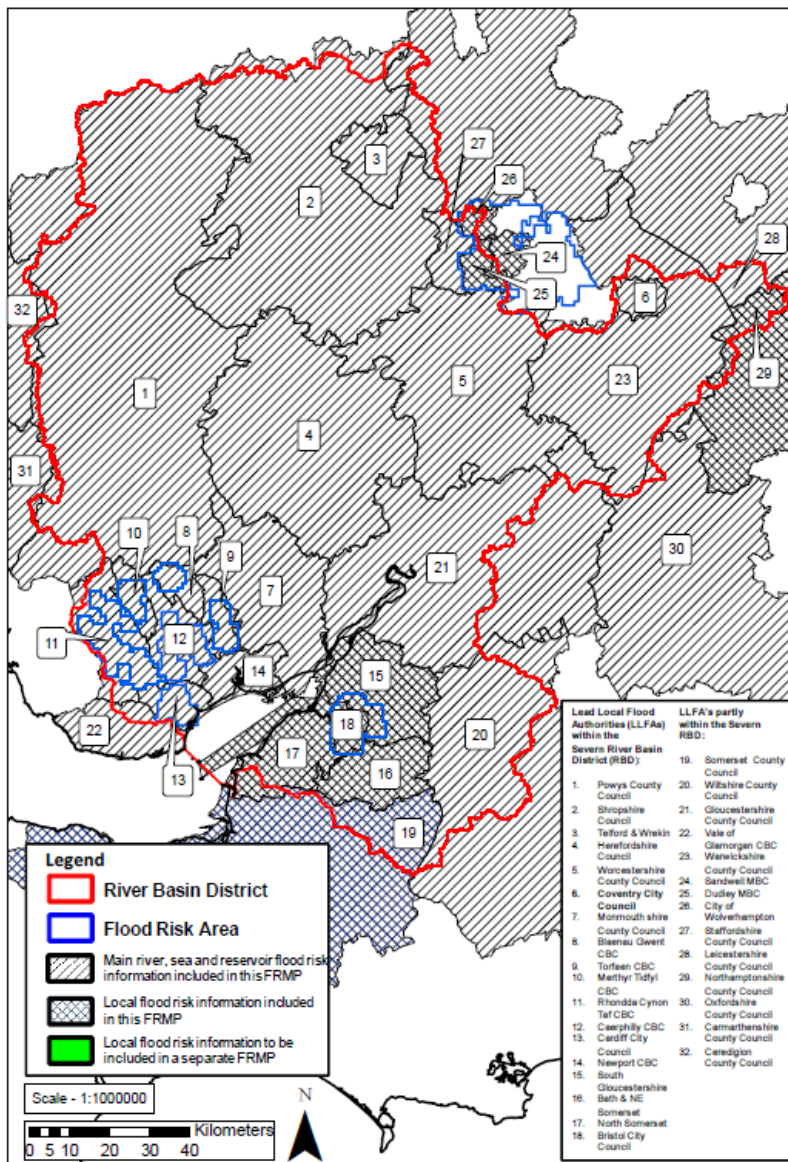 27
26
3
2
28
24
25
6
32
29
1
5
23
4
31
10
8
9
30
21
7
11
12
14
15
18
22
20
17
16
13
19
Lead Local Flood
Authorities (LLFAs)
within the
Severn River Basin
District (RBD):
1. Powys County
Council
2. Shropshire
Council
3. Telford & Wrekin
4. Herefordshire
Council
5. Worcestershire
County Council
6. Coventry City
Council
7. Monmouth shire
County Council
8. Blaenau Gwent
CBC
9. Torfaen CBC
10. Merthyr Tidfyl
CBC
11. Rhondda Cynon
Taf CBC
12. Caerphilly CBC
13. Cardiff City
Council
14. Newport CBC
15. South
Gloucestershire
16. Bath & NE
Somerset
17. North Somerset
18. Bristol City
Council
LLFA's partly
within the Severn
RBD:
19. Somerset County
Council
20. Wiltshire County
Council
21. Gloucestershire
County Council
22. Vale of
Glamorgan CBC
23. Warwickshire
County Council
24. Sandwell MBC
25. Dudley MBC
26. City of
Wolverhampton
27. Staffordshire
County Council
28. Leicestershire
County Council
29. Northamptonshire
County Council
30. Oxfordshire
County Council
31. Carmarthenshire
County Council
32. Ceredigion
County Council
Legend
River Basin District
Flood Risk Area
Main river, sea and reservoir flood risk
information included in this FRMP
Local flood risk information included
in this FRMP
Local flood risk information to be
included in a separate FRMP
Scale - 1:1000000
N
Kilometers
0 5 10 20 30 40